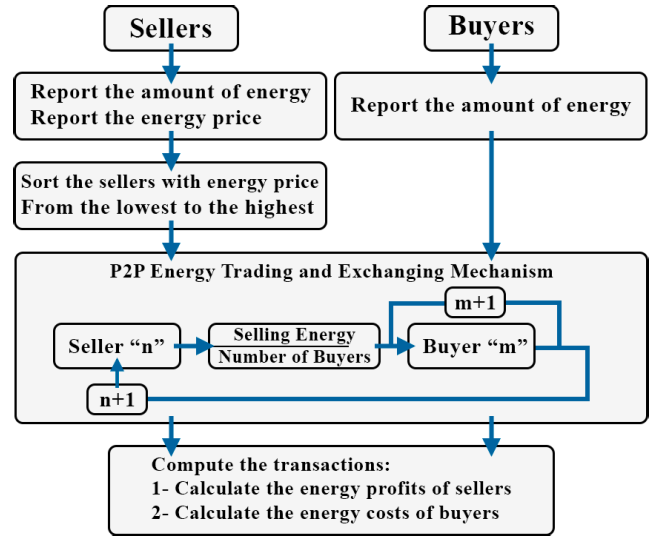 Sellers
Buyers
Report the amount of energy
Report the energy price
Report the amount of energy
Sort the sellers with energy price
From the lowest to the highest
P2P Energy Trading and Exchanging Mechanism
m+1
Seller “n”
Selling Energy
Number of Buyers
Buyer “m”
n+1
Compute the transactions:
1- Calculate the energy profits of sellers
2- Calculate the energy costs of buyers